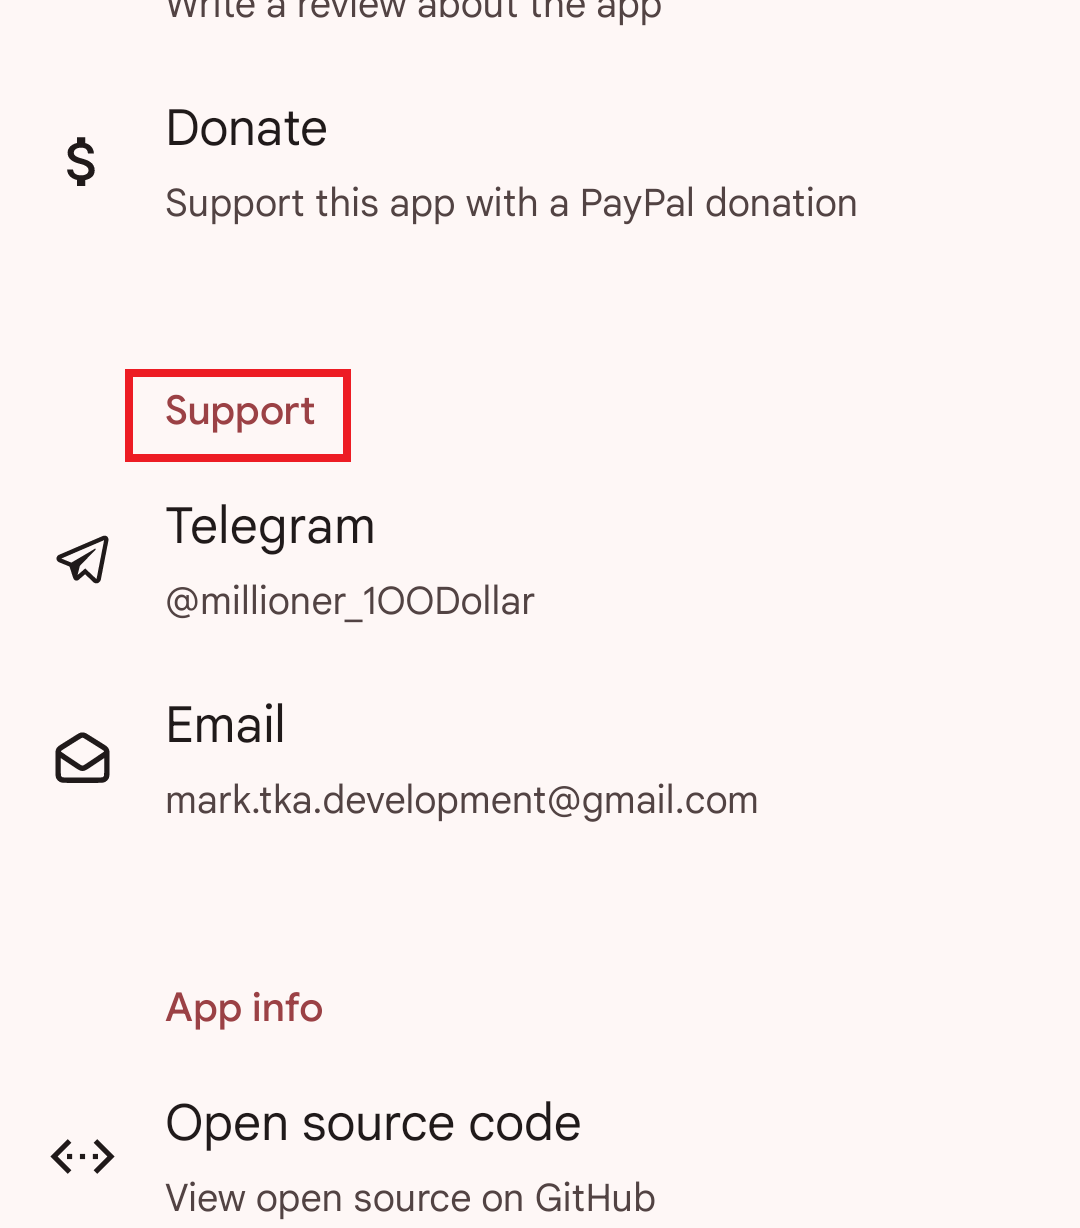 Write a review about the app
Donate
Support this app with a PayPal donation
Support
Telegram
@millioner_100Dollar
Email
mark.tka.development@gmail.com
App info
Open source code
View open source on GitHub